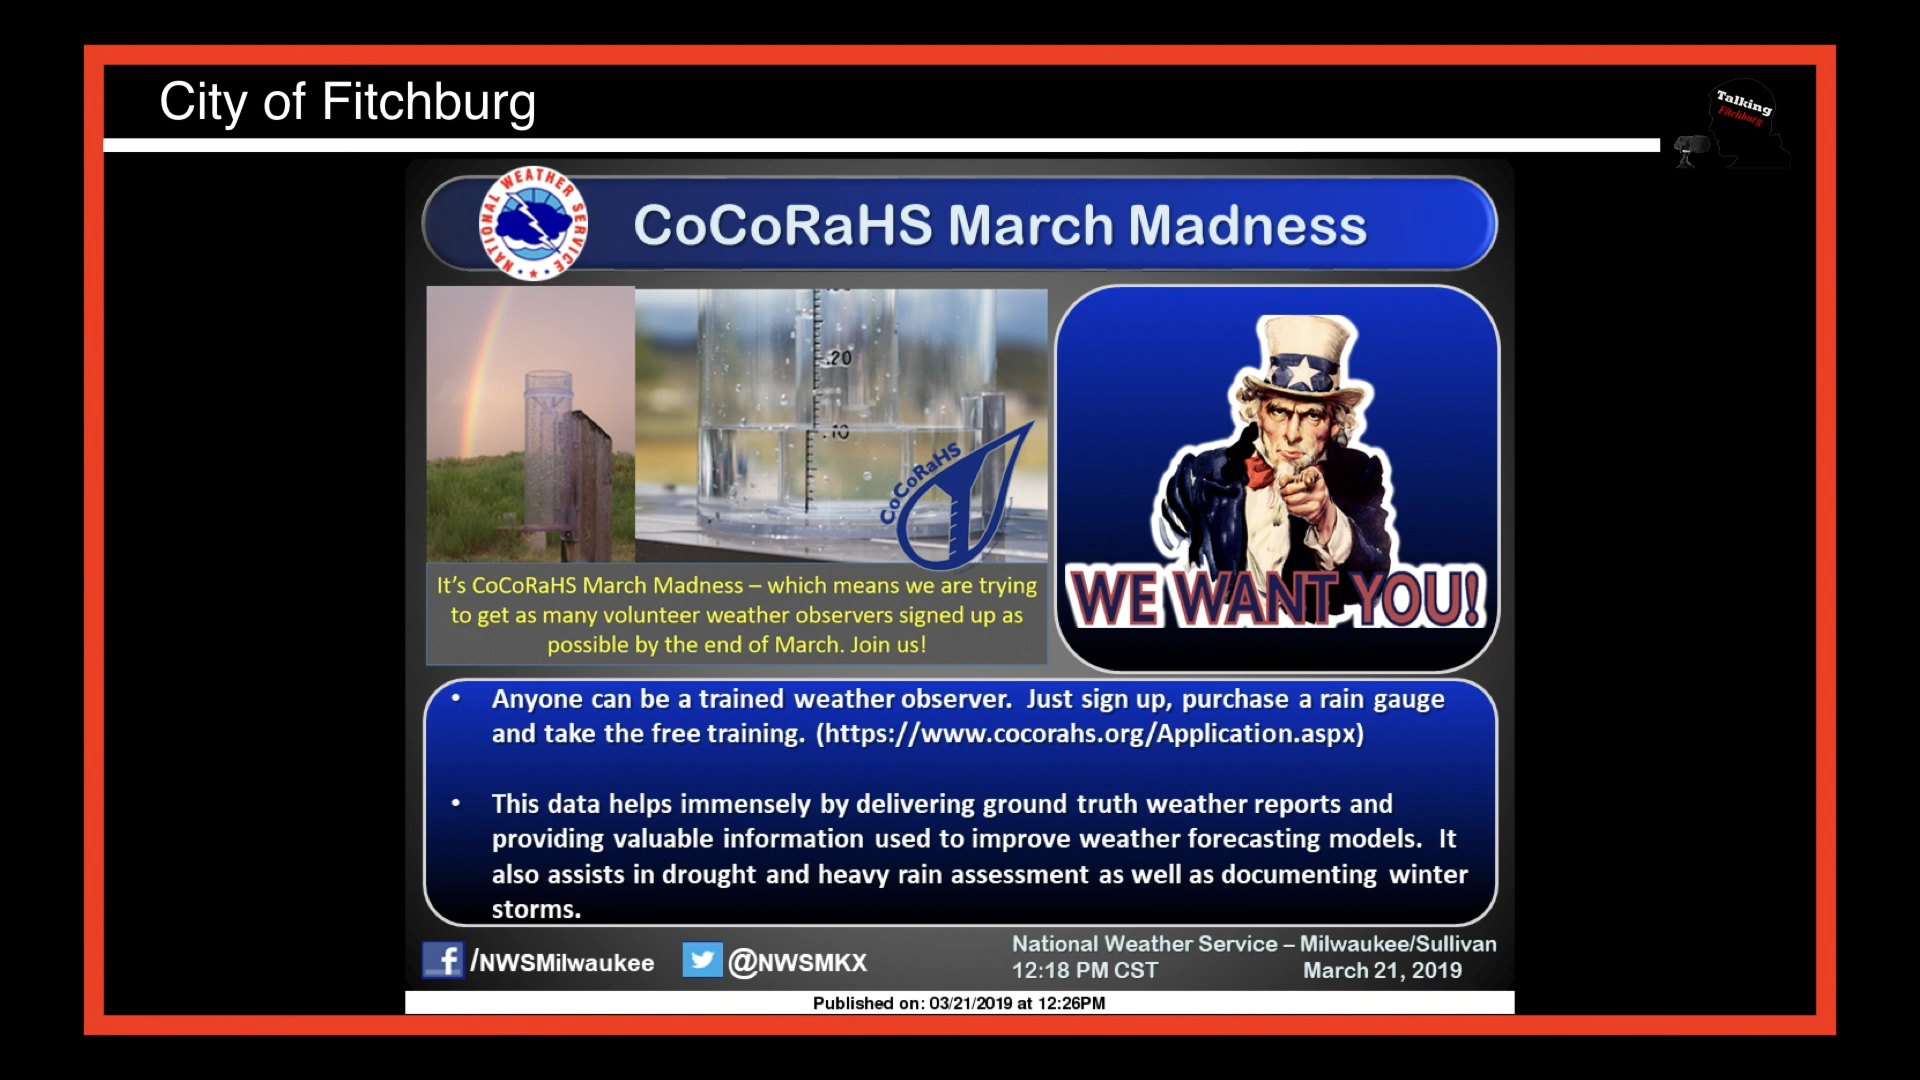 City of Fitchburg
Talking
Fitchburg
NATIONAL WEATHER SERVICE
CoCoRaHS March Madness
.20
.10
CoCoRaHS
WE WANT YOU!
It's CoCoRaHS March Madness – which means we are trying
to get as many volunteer weather observers signed up as
possible by the end of March. Join us!
• Anyone can be a trained weather observer. Just sign up, purchase a rain gauge
and take the free training. (https://www.cocorahs.org/Application.aspx)
• This data helps immensely by delivering ground truth weather reports and
providing valuable information used to improve weather forecasting models. It
also assists in drought and heavy rain assessment as well as documenting winter
storms.
/NWSMilwaukee
@NWSMKX
National Weather Service – Milwaukee/Sullivan
12:18 PM CST March 21, 2019
Published on: 03/21/2019 at 12:26PM